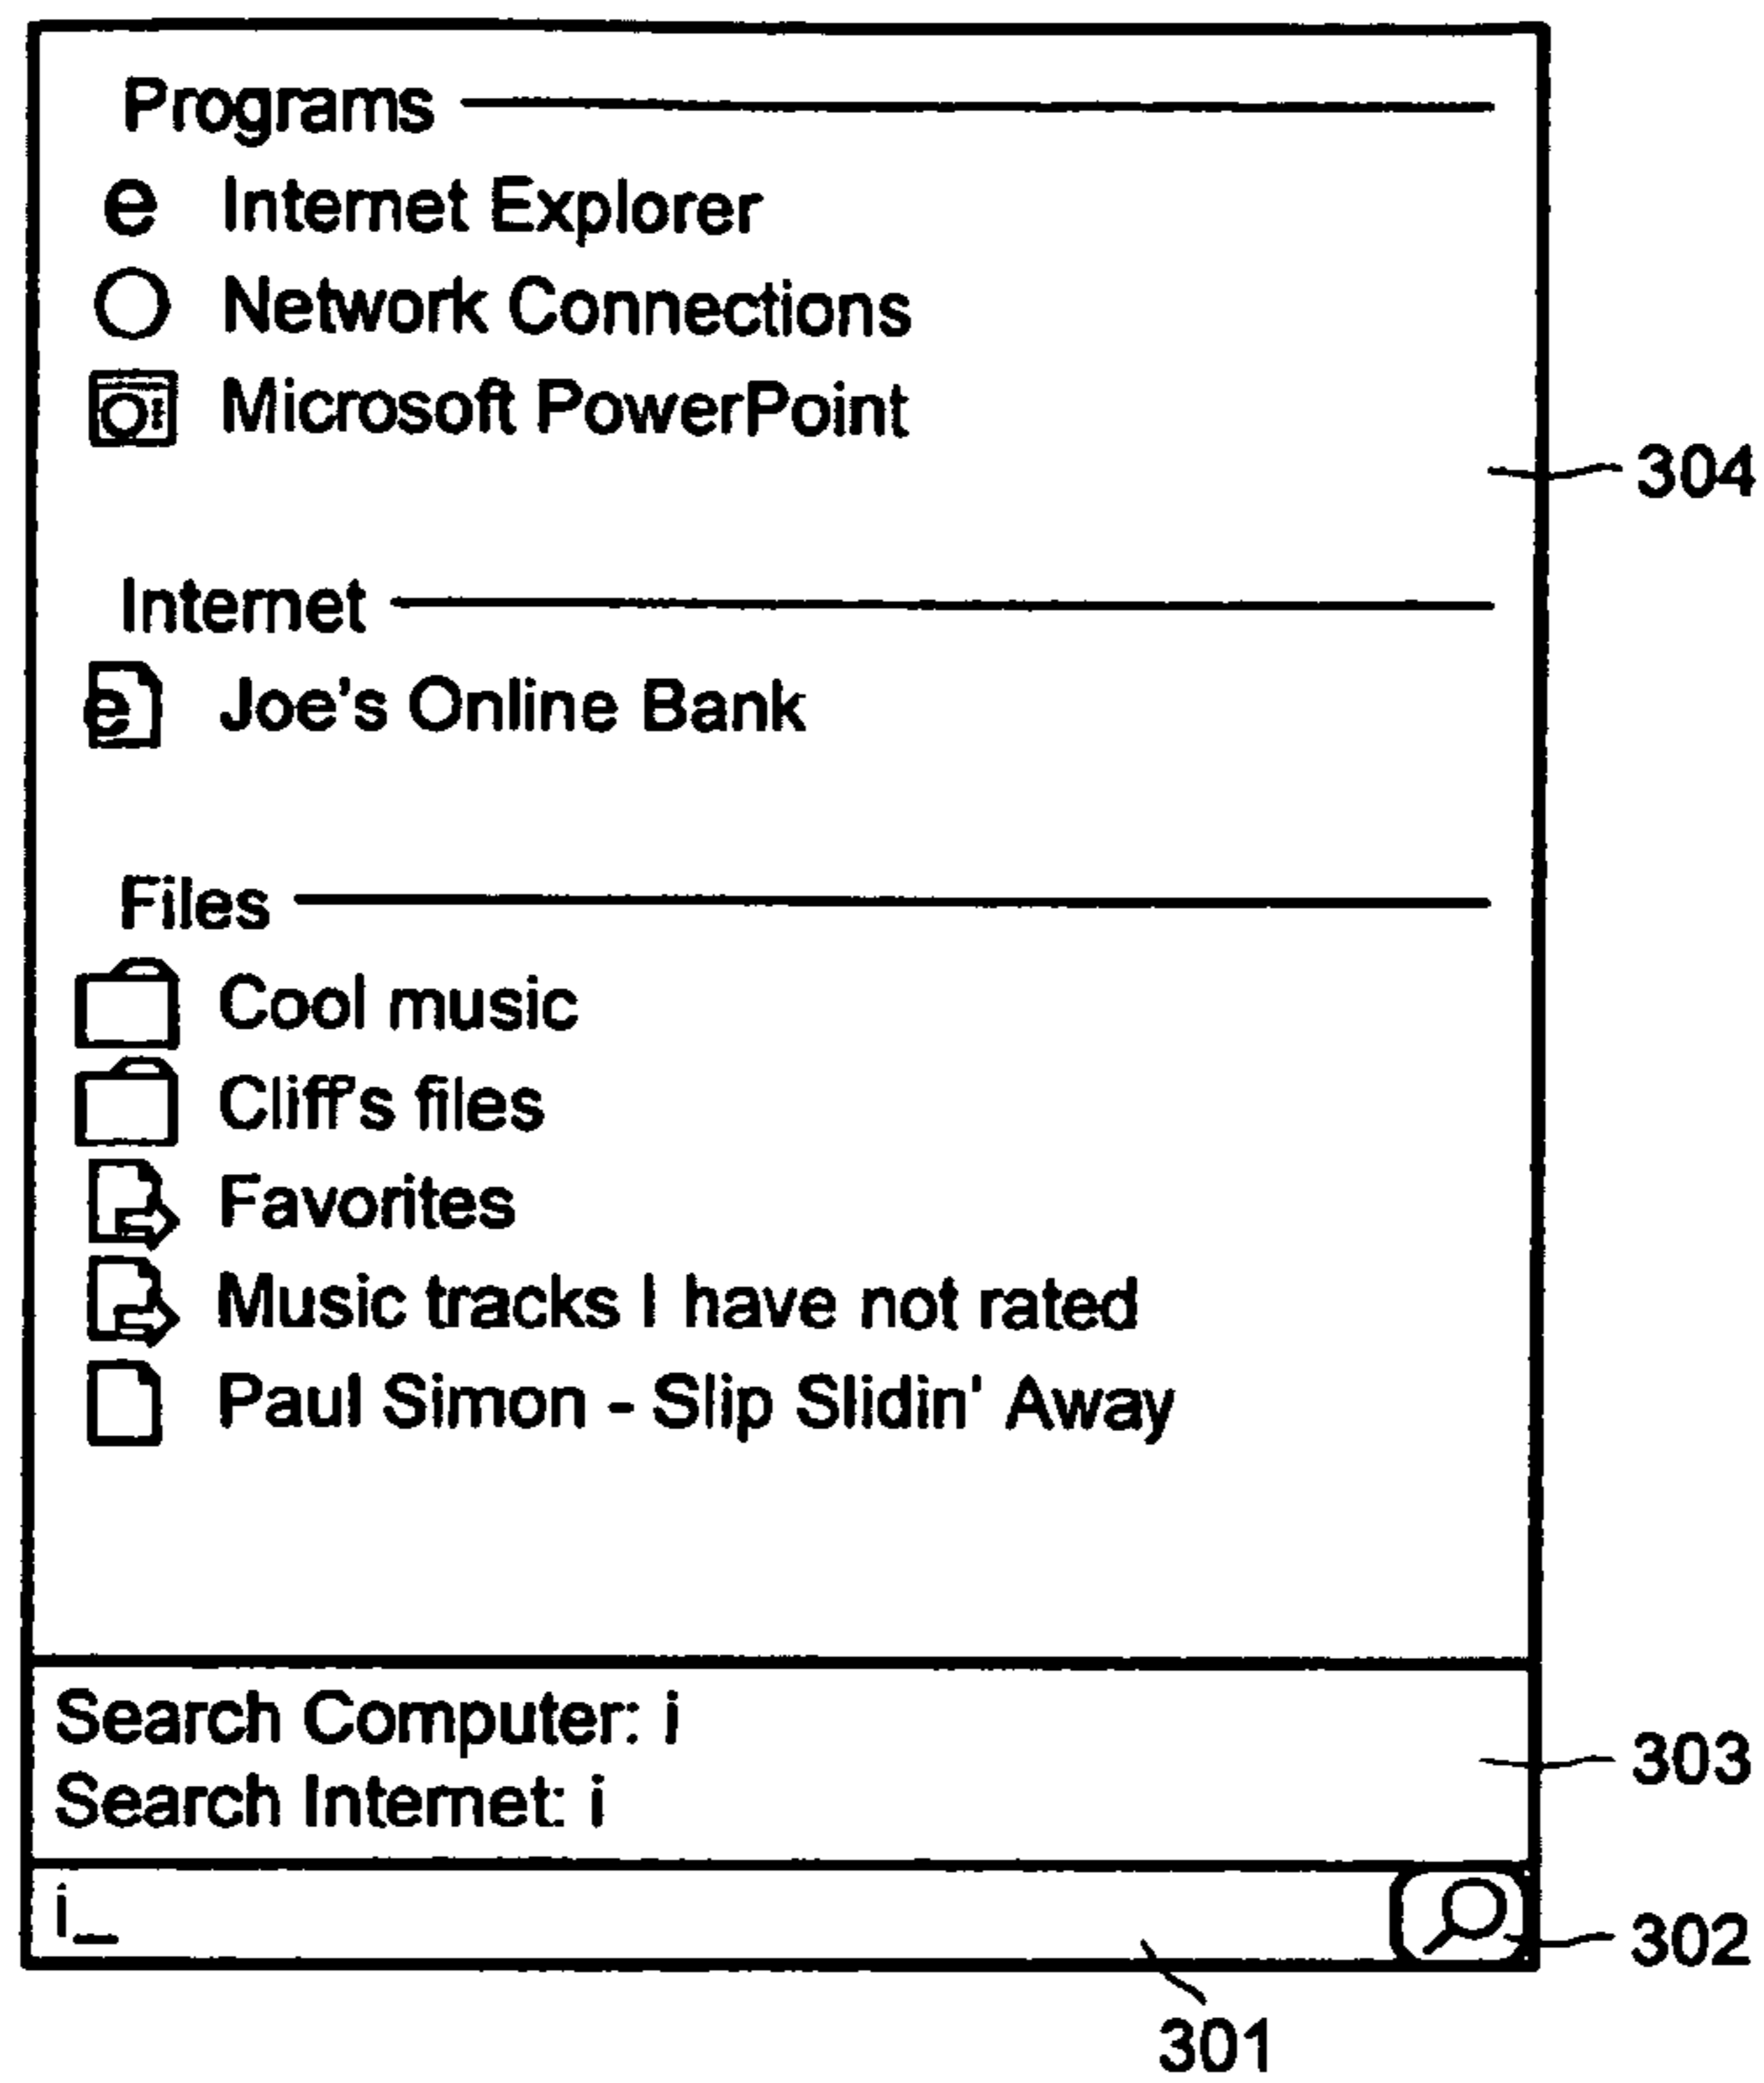 Programs
e Internet Explorer
Network Connections
Microsoft PowerPoint
304
Internet
e Joe's Online Bank
Files
Cool music
Cliff's files
Favorites
Music tracks I have not rated
Paul Simon - Slip Slidin' Away
Search Computer: i
303
Search Internet: i
i_
302
301